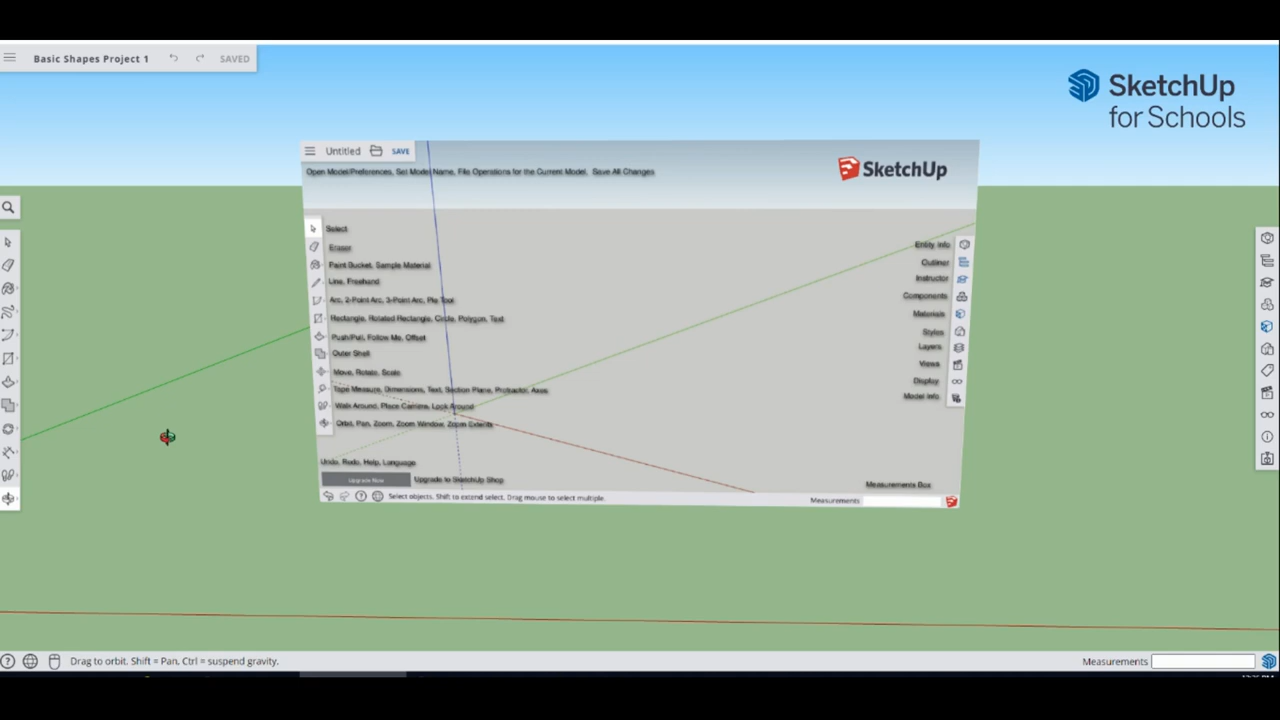 Basic Shapes Project 1 SAVED
SketchUp
for Schools
Untitled SAVE
Open Model/Preferences, Set Model Name, File Operations for the Current Model, Save All Changes
SketchUp
Select
Eraser
Paint Bucket, Sample Material
Line, Freehand
Arc, 2-Point Arc, 3-Point Arc, Pie Tool
Rectangle, Rotated Rectangle, Circle, Polygon, Text
Push/Pull, Follow Me, Offset
Outer Shell
Move, Rotate, Scale
Tape Measure, Dimensions, Text, Section Plane, Protractor, Axes
Walk Around, Place Camera, Look Around
Orbit, Pan, Zoom, Zoom Window, Zoom Extents
Entity Info
Outliner
Instructor
Components
Materials
Styles
Layers
Views
Display
Model Info
Undo, Redo, Help, Language
Upgrade Now Upgrade to SketchUp Shop
Measurements Box
Select objects. Shift to extend select. Drag mouse to select multiple.
Measurements
Drag to orbit. Shift = Pan, Ctrl = suspend gravity.
Measurements